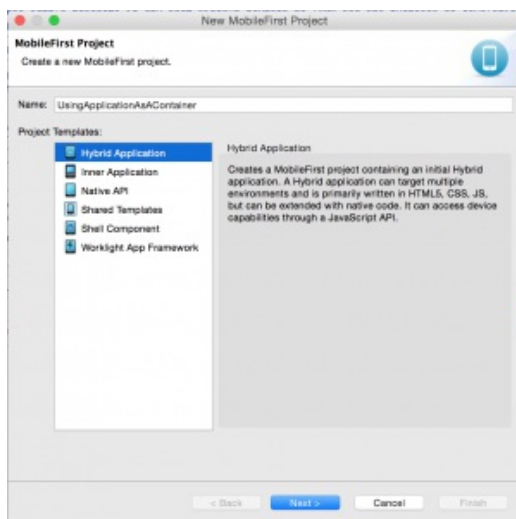 New MobileFirst Project
MobileFirst Project
Create a new MobileFirst project.
Name: UsingApplicationAsAContainer
Project Templates:
Hybrid Application
Inner Application
Native API
Shared Templates
Shell Component
Worklight App Framework
Hybrid Application
Creates a MobileFirst project containing an initial Hybrid
application. A Hybrid application can target multiple
environments and is primarily written in HTML5, CSS, JS,
but can be extended with native code. It can access device
capabilities through a JavaScript API.
< Back Next > Cancel Finish